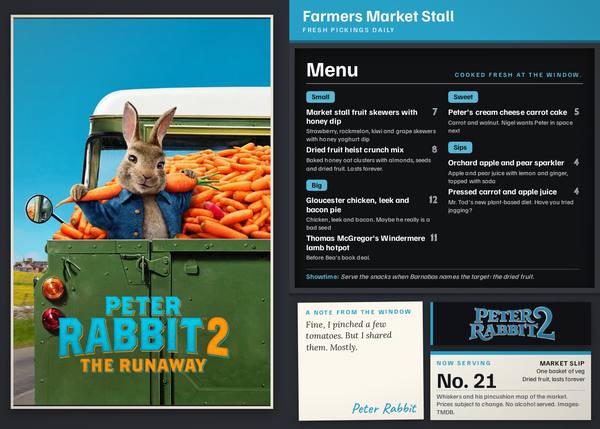 PETER
RABBIT 2
THE RUNAWAY
Farmers Market Stall
FRESH PICKINGS DAILY
Menu
COOKED FRESH AT THE WINDOW.
Small
Market stall fruit skewers with 7
honey dip
Strawberry, rockmelon, kiwi and grape skewers
with honey yoghurt dip
Dried fruit heist crunch mix 8
Baked honey oat clusters with almonds, seeds
and dried fruit. Lasts forever.
Big
Gloucester chicken, leek and 12
bacon pie
Chicken, leek and bacon. Maybe he really is a
bad seed
Thomas McGregor's Windermere 11
lamb hotpot
Before Bea's book deal.
Sweet
Peter's cream cheese carrot cake 5
Carrot and walnut. Nigel wants Peter in space
next
Sips
Orchard apple and pear sparkler 4
Apple and pear juice with lemon and ginger,
topped with soda
Pressed carrot and apple juice 4
Mr. Tod's new plant-based diet. Have you tried
jogging?
Showtime: Serve the snacks when Barnabas names the target: the dried fruit.
A NOTE FROM THE WINDOW
Fine, I pinched a few
tomatoes. But I shared
them. Mostly.
Peter Rabbit
PETER
RABBIT 2
NOW SERVING
No. 21
MARKET SLIP
One basket of veg
Dried fruit, lasts forever
Whiskers and his pincushion map of the market.
Prices subject to change. No alcohol served. Images:
TMDB.